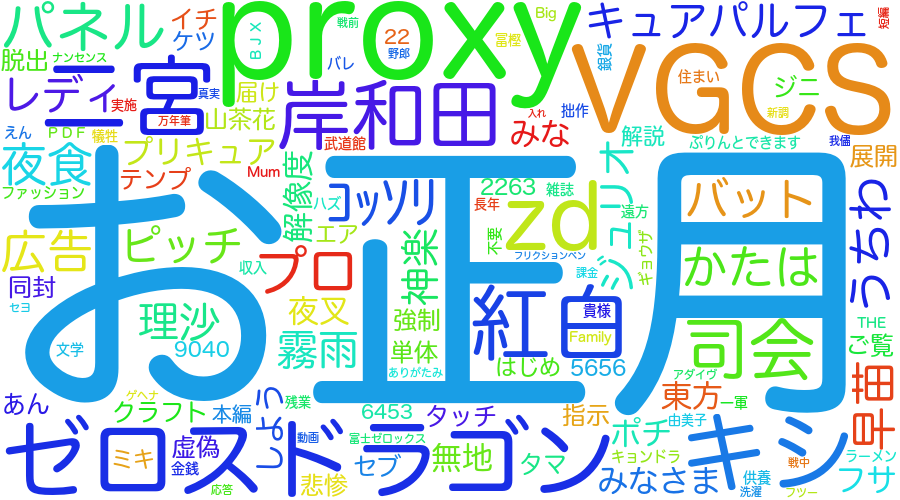 パネル
イチ
ケツ
proxy
戦前
BJX
バレ
22
野郎
冨樫
Big
キュアパルフェ
短編
脱出
ナンセンス
レディ
実施
宮
万年筆
真実
届け
山茶花
岸和田
武道館
入れ
みな
拙作
銀貨
VGCS
住まい
ジニ
新調
我儘
えん
PDF
犠牲
夜食
プリキュア
Mum
解像度
解説
ぷりんとできます
展開
ファッション
テンプ
ハズ
コッソリ
2263
雑誌
長年
zd
ジュリオ
遠方
バット
うちわ
広告
ピッチ
エア
神楽
不要
フリクションペン
ギョウザ
課金
かたは
収入
プロ
同封
セヨ
お正月
理沙
夜叉
霧雨
強制
単体
ありがたみ
紅白
貴様
Family
司会
THE
ご覧
文学
9040
はじめ
5656
アダイヴ
東方
一軍
早苗
あん
ゲヘナ
クラフト
本編
しよう
残業
6453
タッチ
指示
ポチ
由美子
ゼロスドラゴン
ミキ
虚偽
金銭
動画
富士ゼロックス
セブ
無地
タマ
キョンドラ
みなさま
キシ
戦中
ラーメン
フサ
応答
悲惨
供養
洗濯
フツー